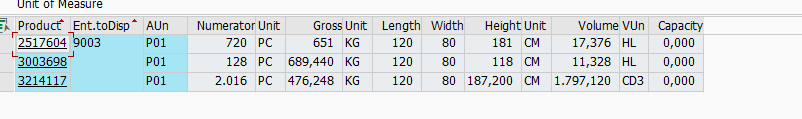 Unit of Measure
Product Ent.toDisp AUn Numerator Unit Gross Unit Length Width Height Unit Volume VUn Capacity
2517604 9003 P01 720 PC 651 KG 120 80 181 CM 17,376 HL 0,000
3003698 P01 128 PC 689,440 KG 120 80 118 CM 11,328 HL 0,000
3214117 P01 2.016 PC 476,248 KG 120 80 187,200 CM 1.797,120 CD3 0,000